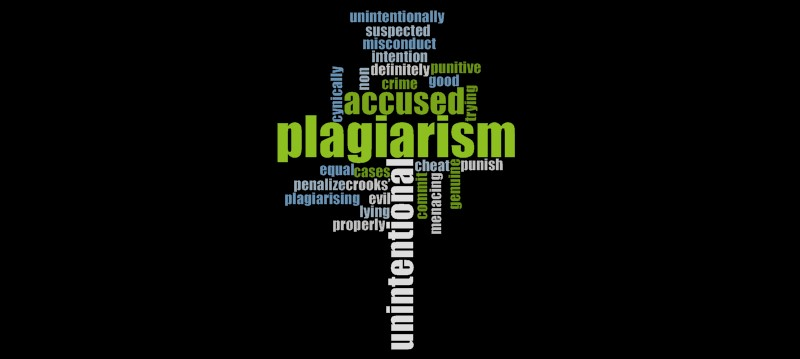 unintentionally
suspected
misconduct
intention
definitely
punitive
non
cynically
crime
good
trying
accused
plagiarism
equal
cases
cheat
punish
penalize
crooks'
plagiarising
evil
lying
properly
unintentional
commit
menacing
genuine